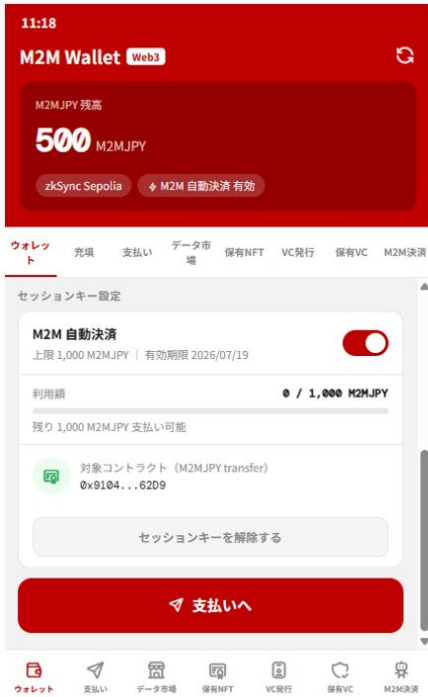 11:18
M2M Wallet Web3
M2MJPY 残高
500 M2MJPY
zkSync Sepolia M2M 自動決済 有効
ウォレッ
ト
充填
支払い
データ市
場
保有NFT
VC発行
保有VC
M2M決済
セッションキー設定
M2M 自動決済
上限 1,000 M2MJPY | 有効期限 2026/07/19
利用額 0 / 1,000 M2MJPY
残り 1,000 M2MJPY 支払い可能
対象コントラクト（M2MJPY transfer）
0x9104...62D9
セッションキーを解除する
支払いへ
ウォレット 支払い データ市場 保有NFT VC発行 保有VC M2M決済